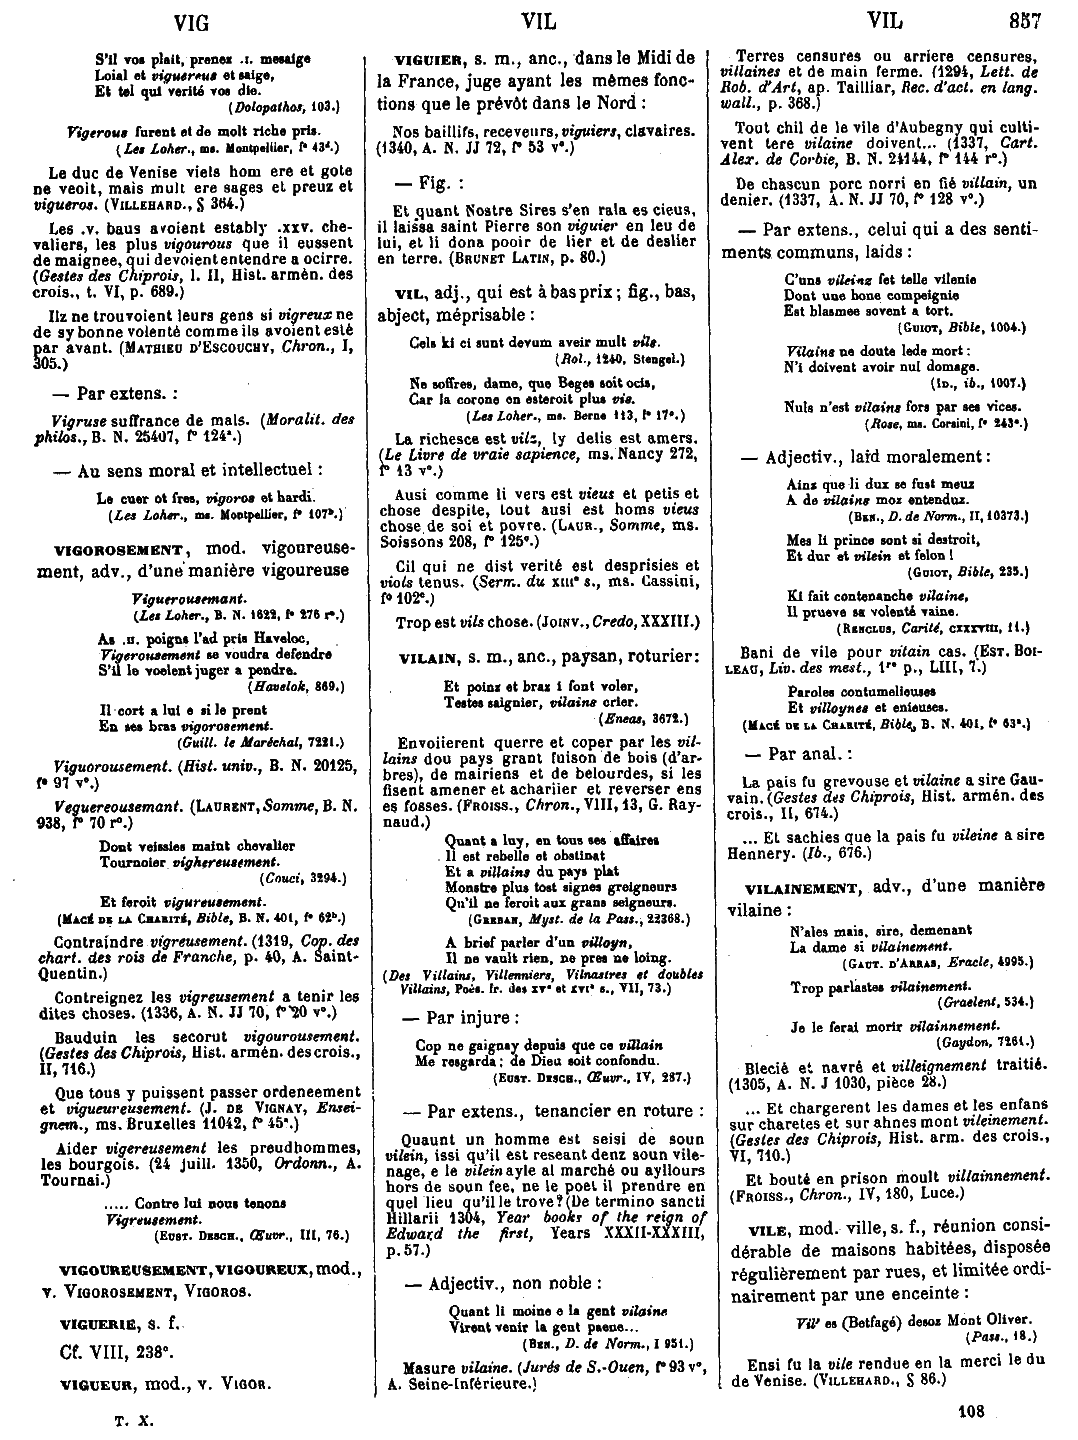 VIG
VIL
VIL 857
S'il vos plait, prenez .I. mesaige
Loial et viguereus et saige,
Et tel qui verité vos die.
(Dolopathos, 103.)
Vigerous furent et de molt riche pris.
(Les Loher., ms. Montpellier, f° 43d.)
Le duc de Venise viels hom ere et gote
ne veoit, mais mult ere sages et preuz et
vigueros. (VILLEHARD., § 364.)
Les .v. baus avoient estably .xxv. che-
valiers, les plus vigourous que il eussent
de maignee, qui devoient entendre a ocirre.
(Gestes des Chiprois, l. II, Hist. armén. des
crois., t. VI, p. 689.)
Ilz ne trouvoient leurs gens si vigreux ne
de sy bonne volenté comme ils avoient esté
par avant. (MATHIEU D'ESCOUCHY, Chron., I,
305.)
— Par extens. :
Vigruse suffrance de mals. (Moralit. des
philos., B. N. 25407, f° 124a.)
— Au sens moral et intellectuel :
Le cuer ot fres, vigoros et hardi.
(Les Loher., ms. Montpellier, f° 107b.)
VIGOROSEMENT, mod. vigoureuse-
ment, adv., d'une manière vigoureuse
Viguerousemant.
(Les Loher., B. N. 1622, f° 276 r°.)
As .II. poigns l'ad pris Haveloc,
Vigerousement se voudra defendre
S'il le voelent juger a pendre.
(Havelok, 869.)
Il cort a lui e si le prent
En ses bras vigorosement.
(Guill. le Maréchal, 7221.)
Viguorousement. (Hist. univ., B. N. 20125,
f° 97 v°.)
Veguereousemant. (LAURENT, Somme, B. N.
938, f° 70 r°.)
Dont veissies maint chevalier
Tournoier vighereusement.
(Couci, 3294.)
Et feroit vigureusement.
(MACÉ DE LA CHARITÉ, Bible, B. N. 401, f° 62b.)
Contraindre vigreusement. (1319, Cop. des
chart. des rois de Franche, p. 40, A. Saint-
Quentin.)
Contreignez les vigreusement a tenir les
dites choses. (1336, A. N. JJ 70, f° 20 v°.)
Bauduin les secorut vigourousement.
(Gestes des Chiprois, Hist. armén. des crois.,
II, 716.)
Que tous y puissent passer ordeneement
et vigueureusement. (J. DE VIGNAY, Ensei-
gnem., ms. Bruxelles 11042, f° 45a.)
Aider vigereusement les preudhommes,
les bourgois. (24 juill. 1350, Ordonn., A.
Tournai.)
..... Contre lui nous tenons
Vigreusement.
(EUST. DESCH., Œuvr., III, 76.)
VIGOUREUSEMENT, VIGOUREUX, mod.,
v. VIGOROSEMENT, VIGOROS.
VIGUERIE, s. f.
Cf. VIII, 238c.
VIGUEUR, mod., v. VIGOR.
T. X.
VIGUIER, s. m., anc., dans le Midi de
la France, juge ayant les mêmes fonc-
tions que le prévôt dans le Nord :
Nos baillifs, receveurs, viguiers, clavaires.
(1340, A. N. JJ 72, f° 53 v°.)
— Fig. :
Et quant Nostre Sires s'en rala es cieus,
il laissa saint Pierre son viguier en leu de
lui, et li dona pooir de lier et de deslier
en terre. (BRUNET LATIN, p. 80.)
VIL, adj., qui est à bas prix ; fig., bas,
abject, méprisable :
Cels ki ci sunt devum aveir mult vils.
(Rol., 1240, Stengel.)
Ne soffres, dame, que Beges soit ocis,
Car la corone en esteroit plus vis.
(Les Loher., ms. Berne 113, f° 17c.)
La richesce est vilz, ly delis est amers.
(Le Livre de vraie sapience, ms. Nancy 272,
f° 13 v°.)
Ausi comme li vers est vieus et petis et
chose despite, tout ausi est homs vieus
chose de soi et povre. (LAUR., Somme, ms.
Soissons 208, f° 125c.)
Cil qui ne dist verité est desprisies et
viols tenus. (Serm. du XIIIe s., ms. Cassini,
f° 102c.)
Trop est vils chose. (JOINV., Credo, XXXIII.)
VILAIN, s. m., anc., paysan, roturier :
Et poinz et braz i font voler,
Testes saignier, vilains crier.
(Eneas, 3672.)
Envoiierent querre et coper par les vil-
lains dou pays grant fuison de bois (d'ar-
bres), de mairiens et de belourdes, si les
fisent amener et achariier et reverser ens
es fosses. (FROISS., Chron., VIII, 13, G. Ray-
naud.)
Quant a luy, en tous ses affaires
Il est rebelle et obstinat
Et a villains du pays plat
Monstre plus tost signes greigneurs
Qu'il ne feroit aux grans seigneurs.
(GREBAN, Myst. de la Pass., 22368.)
A brief parler d'un villoyn,
Il ne vault rien, ne pres ne loing.
(Des Villains, Villenniers, Vilnastres et doubles
Villains, Poés. fr. des XVe et XVIe s., VII, 73.)
— Par injure :
Cop ne gaignay depuis que ce villain
Me resgarda ; de Dieu soit confondu.
(EUST. DESCH., Œuvr., IV, 287.)
— Par extens., tenancier en roture :
Quaunt un homme est seisi de soun
vilein, issi qu'il est reseant denz soun vile-
nage, e le vilein ayle al marché ou ayllours
hors de soun fee, ne le poet il prendre en
quel lieu qu'il le trove? (De termino sancti
Hillarii 1304, Year books of the reign of
Edward the first, Years XXXII-XXXIII,
p. 57.)
— Adjectiv., non noble :
Quant li moine e la gent vilaine
Virent venir la gent paene...
(BEN., D. de Norm., I 951.)
Masure vilaine. (Jurés de S.-Ouen, f° 93 v°,
A. Seine-Inférieure.)
Terres censures ou arriere censures,
villaines et de main ferme. (1294, Lett. de
Rob. d'Art, ap. Tailliar, Rec. d'act. en lang.
wall., p. 368.)
Tout chil de le vile d'Aubegny qui culti-
vent tere vilaine doivent... (1337, Cart.
Alex. de Corbie, B. N. 24144, f° 144 r°.)
De chascun porc norri en fié villain, un
denier. (1337, A. N. JJ 70, f° 128 v°.)
— Par extens., celui qui a des senti-
ments communs, laids :
C'uns vileinz fet telle vilenie
Dont une bone compeignie
Est blasmee sovent a tort.
(GUIOT, Bible, 1004.)
Vilains ne doute lede mort :
N'i doivent avoir nul domage.
(ID., ib., 1007.)
Nuls n'est vilains fors par ses vices.
(Rose, ms. Corsini, f° 243c.)
— Adjectiv., laid moralement :
Ainz que li dux se fust meuz
A de vilains moz entenduz.
(BEN., D. de Norm., II, 10373.)
Mes li prince sont si destroit,
Et dur et vilein et felon !
(GUIOT, Bible, 235.)
Ki fait contenanche vilaine,
Il prueve sa volenté vaine.
(RENCLUS, Carité, CXXXVIII, 11.)
Bani de vile pour vilain cas. (EST. BOI-
LEAU, Liv. des mest., 1re p., LIII, 7.)
Paroles contumelieuses
Et villoynes et enieuses.
(MACÉ DE LA CHARITÉ, Bible, B. N. 401, f° 63a.)
— Par anal. :
La pais fu grevouse et vilaine a sire Gau-
vain. (Gestes des Chiprois, Hist. armén. des
crois., II, 674.)
... Et sachies que la pais fu vileine a sire
Hennery. (Ib., 676.)
VILAINEMENT, adv., d'une manière
vilaine :
N'ales mais, sire, demenant
La dame si vilainement.
(GAUT. D'ARRAS, Eracle, 4995.)
Trop parlastes vilainement.
(Graelent, 534.)
Je le ferai morir vilainnement.
(Gaydon, 7261.)
Blecié et navré et villeignement traitié.
(1305, A. N. J 1030, pièce 28.)
... Et chargerent les dames et les enfans
sur charetes et sur ahnes mont vileinement.
(Gestes des Chiprois, Hist. arm. des crois.,
VI, 710.)
Et bouté en prison moult villainnement.
(FROISS., Chron., IV, 180, Luce.)
VILE, mod. ville, s. f., réunion consi-
dérable de maisons habitées, disposée
régulièrement par rues, et limitée ordi-
nairement par une enceinte :
Vil' es (Betfagé) desoz Mont Oliver.
(Pass., 18.)
Ensi fu la vile rendue en la merci le du
de Venise. (VILLEHARD., § 86.)
108